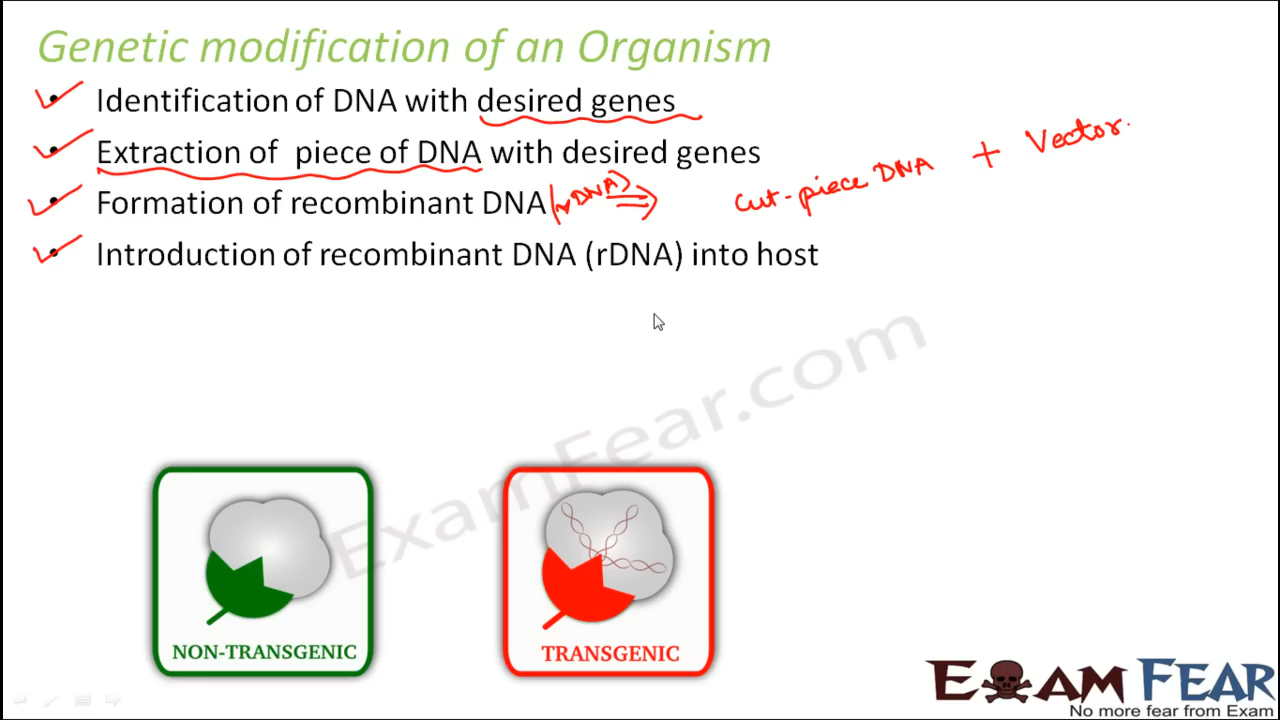 Genetic modification of an Organism
• Identification of DNA with desired genes
• Extraction of piece of DNA with desired genes
• Formation of recombinant DNA (rDNA) ⇒ cut-piece DNA + Vector.
• Introduction of recombinant DNA (rDNA) into host
ExamFear.com
NON-TRANSGENIC
TRANSGENIC
EXAM FEAR
No more fear from Exam